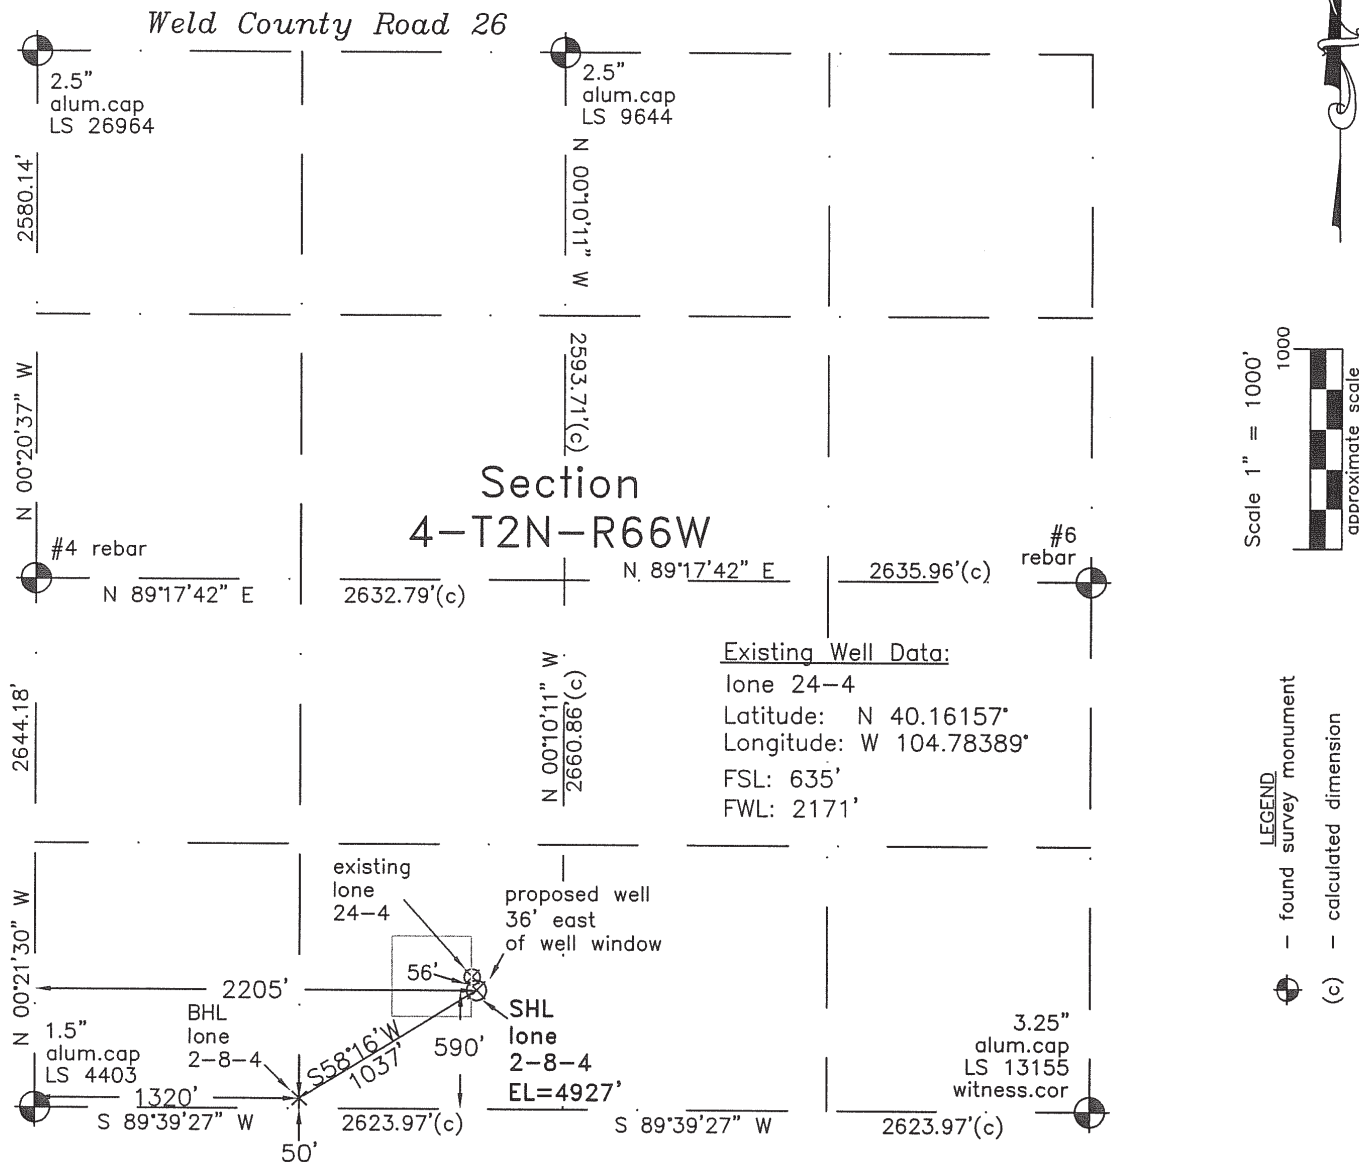 Weld County Road 26
2.5"
alum.cap
LS 26964
2.5"
alum.cap
LS 9644
2580.14'
N 00°10'11" W
N 00°20'37" W
2593.71'(c)
Section
4-T2N-R66W
#4 rebar
#6
rebar
N 89°17'42" E
2632.79'(c)
N 89°17'42" E
2635.96'(c)
Scale 1" = 1000'
1000
approximate scale
2644.18'
N 00°10'11" W
2660.86'(c)
Existing Well Data:
Ione 24-4
Latitude: N 40.16157°
Longitude: W 104.78389°
FSL: 635'
FWL: 2171'
LEGEND
- found survey monument
(c) - calculated dimension
existing
Ione
24-4
proposed well
36' east
of well window
N 00°21'30" W
56'
2205'
BHL
Ione
2-8-4
SHL
Ione
2-8-4
EL=4927'
S58°16'W
1037'
590'
1.5"
alum.cap
LS 4403
3.25"
alum.cap
LS 13155
witness.cor
1320'
S 89°39'27" W
2623.97'(c)
S 89°39'27" W
2623.97'(c)
50'